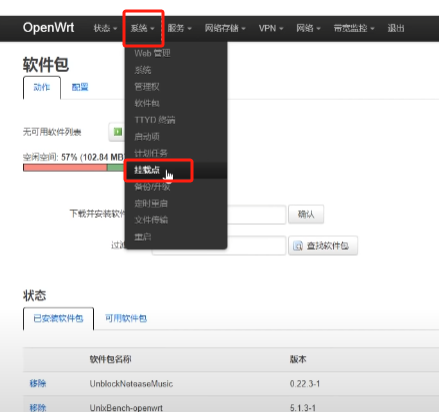 OpenWrt 状态 系统 服务 网络存储 VPN 网络 带宽监控 退出
软件包
动作 配置
Web 管理
系统
管理权
软件包
TTYD 终端
启动项
计划任务
挂载点
备份/升级
定时重启
文件传输
重启
无可用软件列表
空闲空间: 57% (102.84 MB)
下载并安装软件 确认
过滤 查找软件包
状态
已安装软件包 可用软件包
软件包名称 版本
移除 UnblockNeteaseMusic 0.22.3-1
移除 UnixBench-openwrt 5.1.3-1